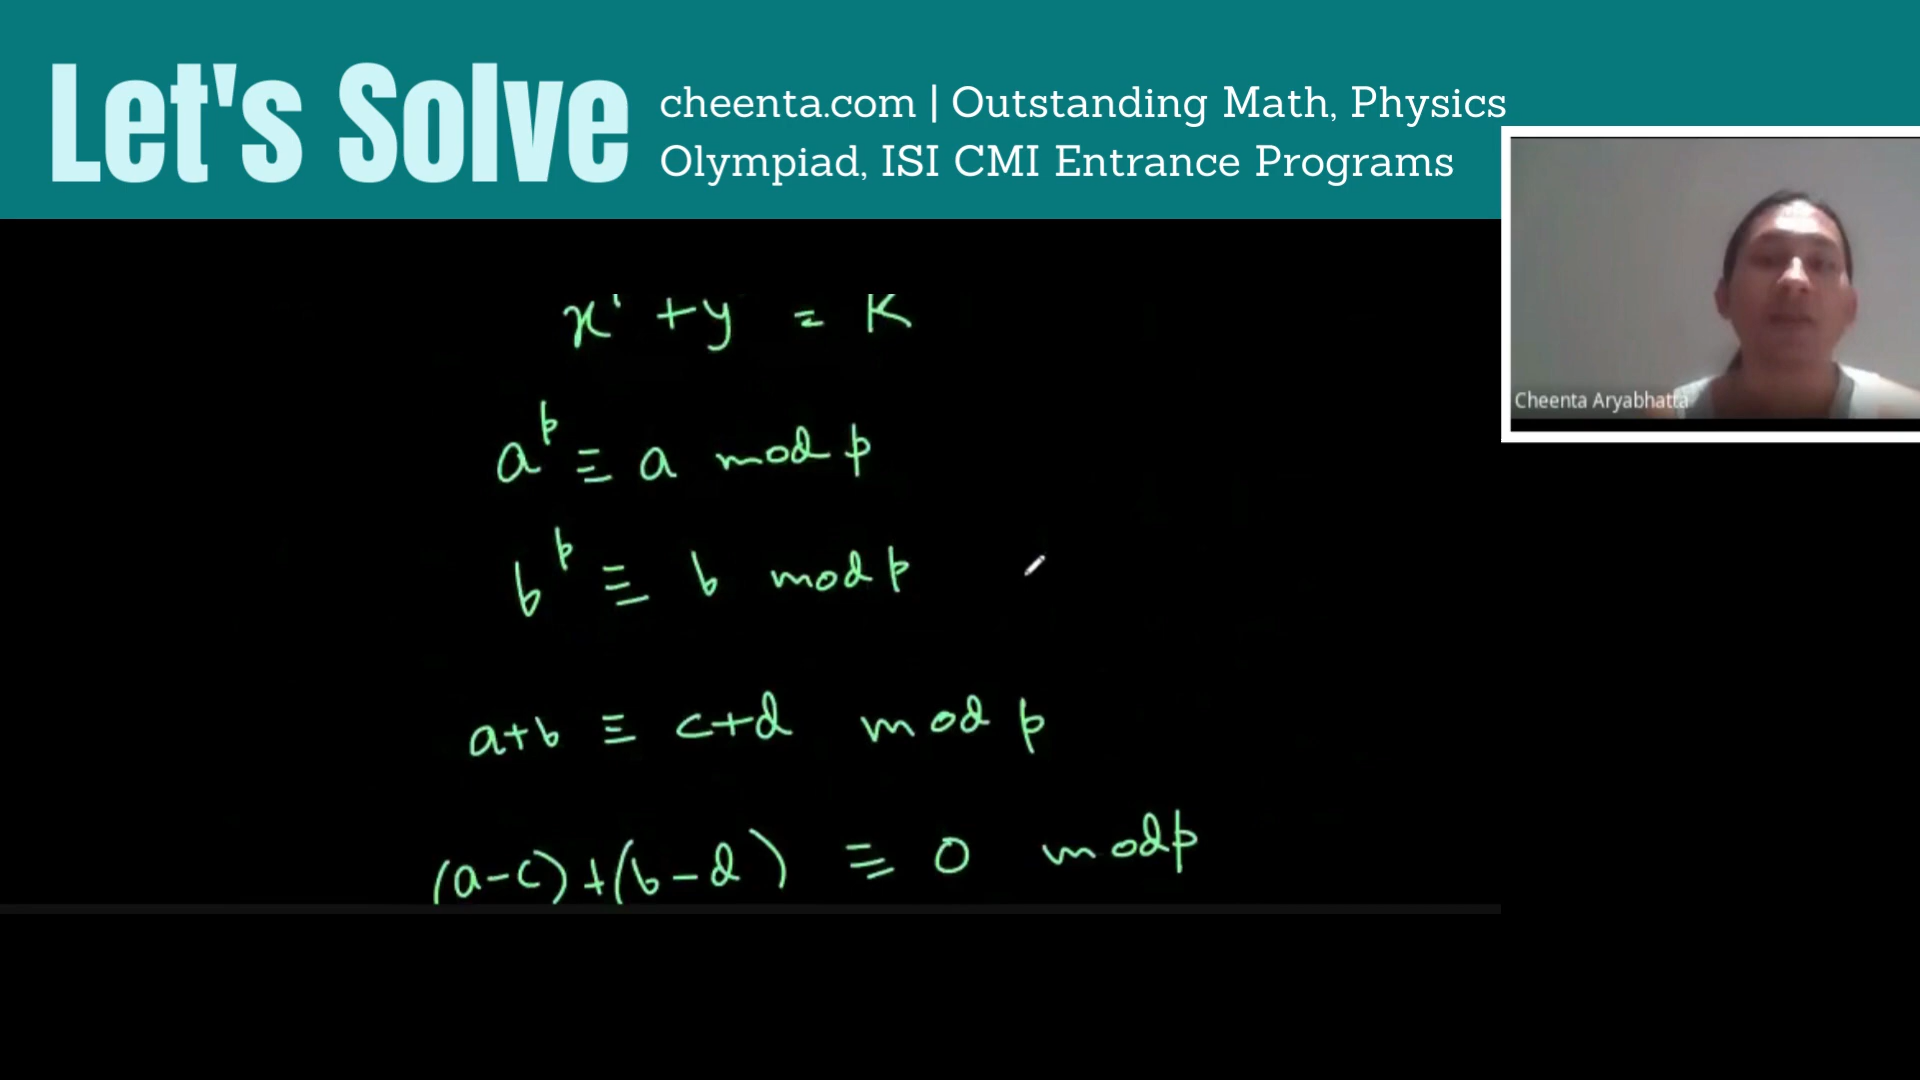 Let's Solve
cheenta.com | Outstanding Math, Physics
Olympiad, ISI CMI Entrance Programs
Cheenta Aryabhatta
x + y = K
a^p ≡ a mod p
b^p ≡ b mod p
a+b ≡ c+d mod p
(a-c)+(b-d) ≡ 0 mod p